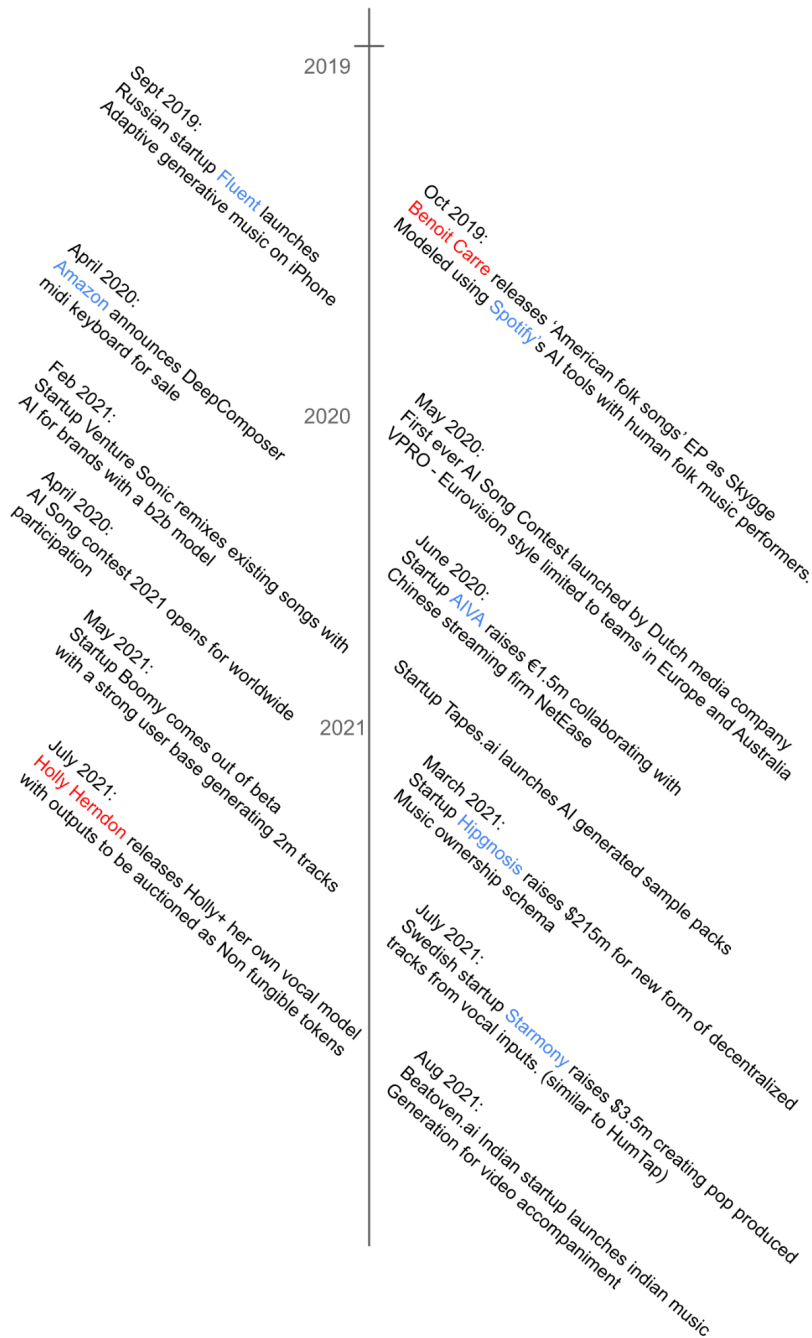 2019
Sept 2019:
Russian startup Fluent launches
Adaptive generative music on iPhone
Oct 2019:
Benoit Carre releases ‘American folk songs’ EP as Skygge
Modeled using Spotify’s AI tools with human folk music performers.
April 2020:
Amazon announces DeepComposer
midi keyboard for sale
2020
Feb 2021:
Startup Venture Sonic remixes existing songs with
AI for brands with a b2b model
May 2020:
First ever AI Song Contest launched by Dutch media company
VPRO - Eurovision style limited to teams in Europe and Australia
April 2020:
AI Song contest 2021 opens for worldwide
participation
June 2020:
Startup AIVA raises €1.5m collaborating with
Chinese streaming firm NetEase
May 2021:
Startup Boomy comes out of beta
with a strong user base generating 2m tracks
Startup Tapes.ai launches AI generated sample packs
2021
July 2021:
Holly Herndon releases Holly+ her own vocal model
with outputs to be auctioned as Non fungible tokens
March 2021:
Startup Hipgnosis raises $215m for new form of decentralized
Music ownership schema
July 2021:
Swedish startup Starmony raises $3.5m creating pop produced
tracks from vocal inputs. (similar to HumTap)
Aug 2021:
Beatoven.ai Indian startup launches indian music
Generation for video accompaniment